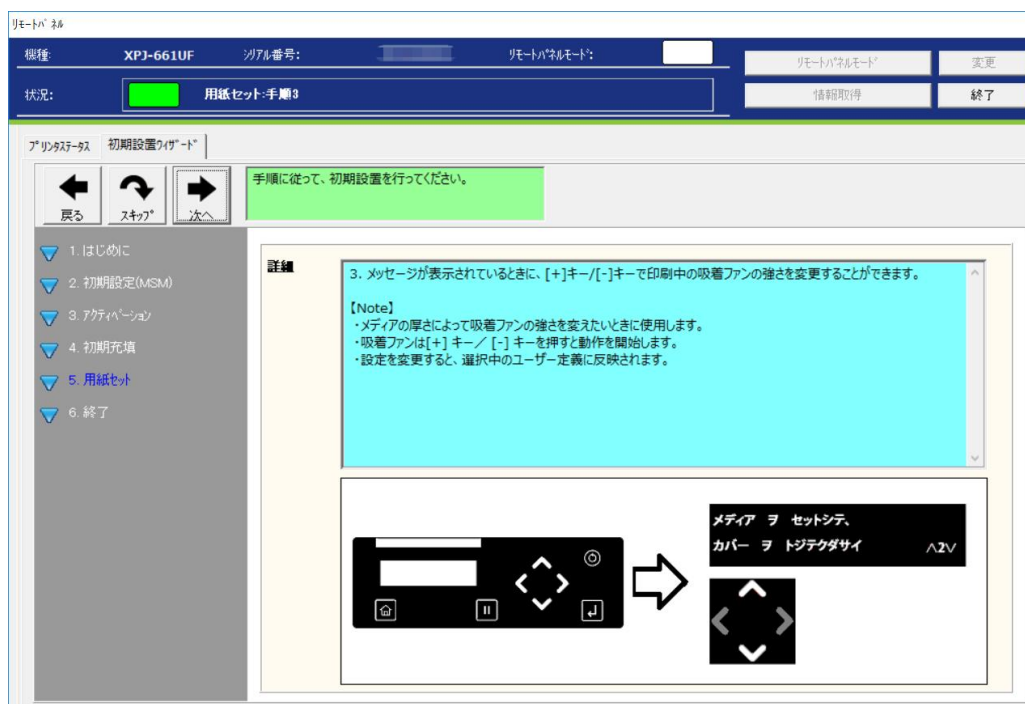 リモートパネル
機種: XPJ-661UF シリアル番号: リモートパネルモード:
リモートパネルモード 変更
状況: 用紙セット:手順3
情報取得 終了
プリンタステータス 初期設置ウィザード
戻る スキップ 次へ
手順に従って、初期設置を行ってください。
1. はじめに
2. 初期設定(MSM)
3. アクティベーション
4. 初期充填
5. 用紙セット
6. 終了
詳細
3. メッセージが表示されているときに、[+]キー/[-]キーで印刷中の吸着ファンの強さを変更することができます。
【Note】
・メディアの厚さによって吸着ファンの強さを変えたいときに使用します。
・吸着ファンは[+] キー／ [-] キーを押すと動作を開始します。
・設定を変更すると、選択中のユーザー定義に反映されます。
メディア ヲ セットシテ、
カバー ヲ トジテクダサイ ∧2∨